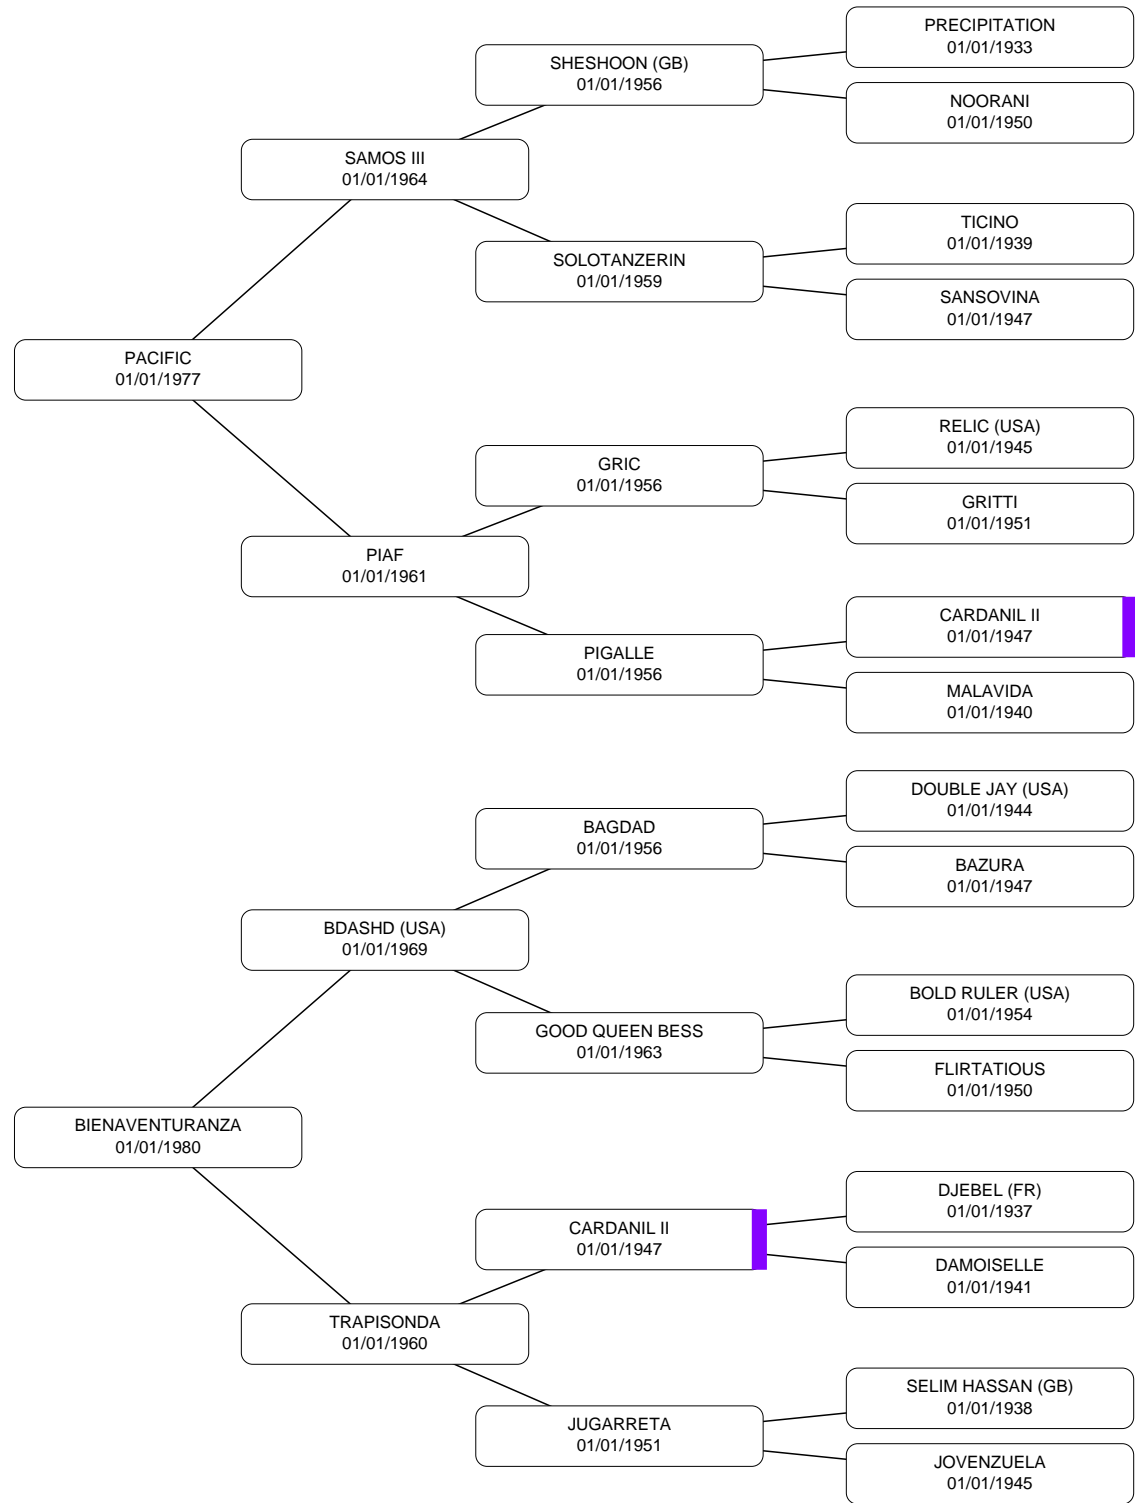 PRECIPITATION
01/01/1933
SHESHOON (GB)
01/01/1956
NOORANI
01/01/1950
SAMOS III
01/01/1964
TICINO
01/01/1939
SOLOTANZERIN
01/01/1959
SANSOVINA
01/01/1947
PACIFIC
01/01/1977
RELIC (USA)
01/01/1945
GRIC
01/01/1956
GRITTI
01/01/1951
PIAF
01/01/1961
CARDANIL II
01/01/1947
PIGALLE
01/01/1956
MALAVIDA
01/01/1940
DOUBLE JAY (USA)
01/01/1944
BAGDAD
01/01/1956
BAZURA
01/01/1947
BDASHD (USA)
01/01/1969
BOLD RULER (USA)
01/01/1954
GOOD QUEEN BESS
01/01/1963
FLIRTATIOUS
01/01/1950
BIENAVENTURANZA
01/01/1980
DJEBEL (FR)
01/01/1937
CARDANIL II
01/01/1947
DAMOISELLE
01/01/1941
TRAPISONDA
01/01/1960
SELIM HASSAN (GB)
01/01/1938
JUGARRETA
01/01/1951
JOVENZUELA
01/01/1945